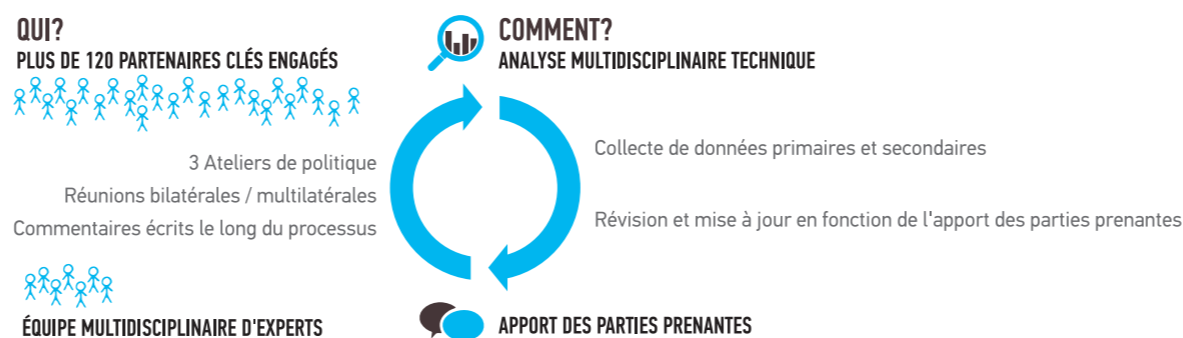 QUI?
PLUS DE 120 PARTENAIRES CLÉS ENGAGÉS
3 Ateliers de politique
Réunions bilatérales / multilatérales
Commentaires écrits le long du processus
ÉQUIPE MULTIDISCIPLINAIRE D'EXPERTS
COMMENT?
ANALYSE MULTIDISCIPLINAIRE TECHNIQUE
Collecte de données primaires et secondaires
Révision et mise à jour en fonction de l'apport des parties prenantes
APPORT DES PARTIES PRENANTES